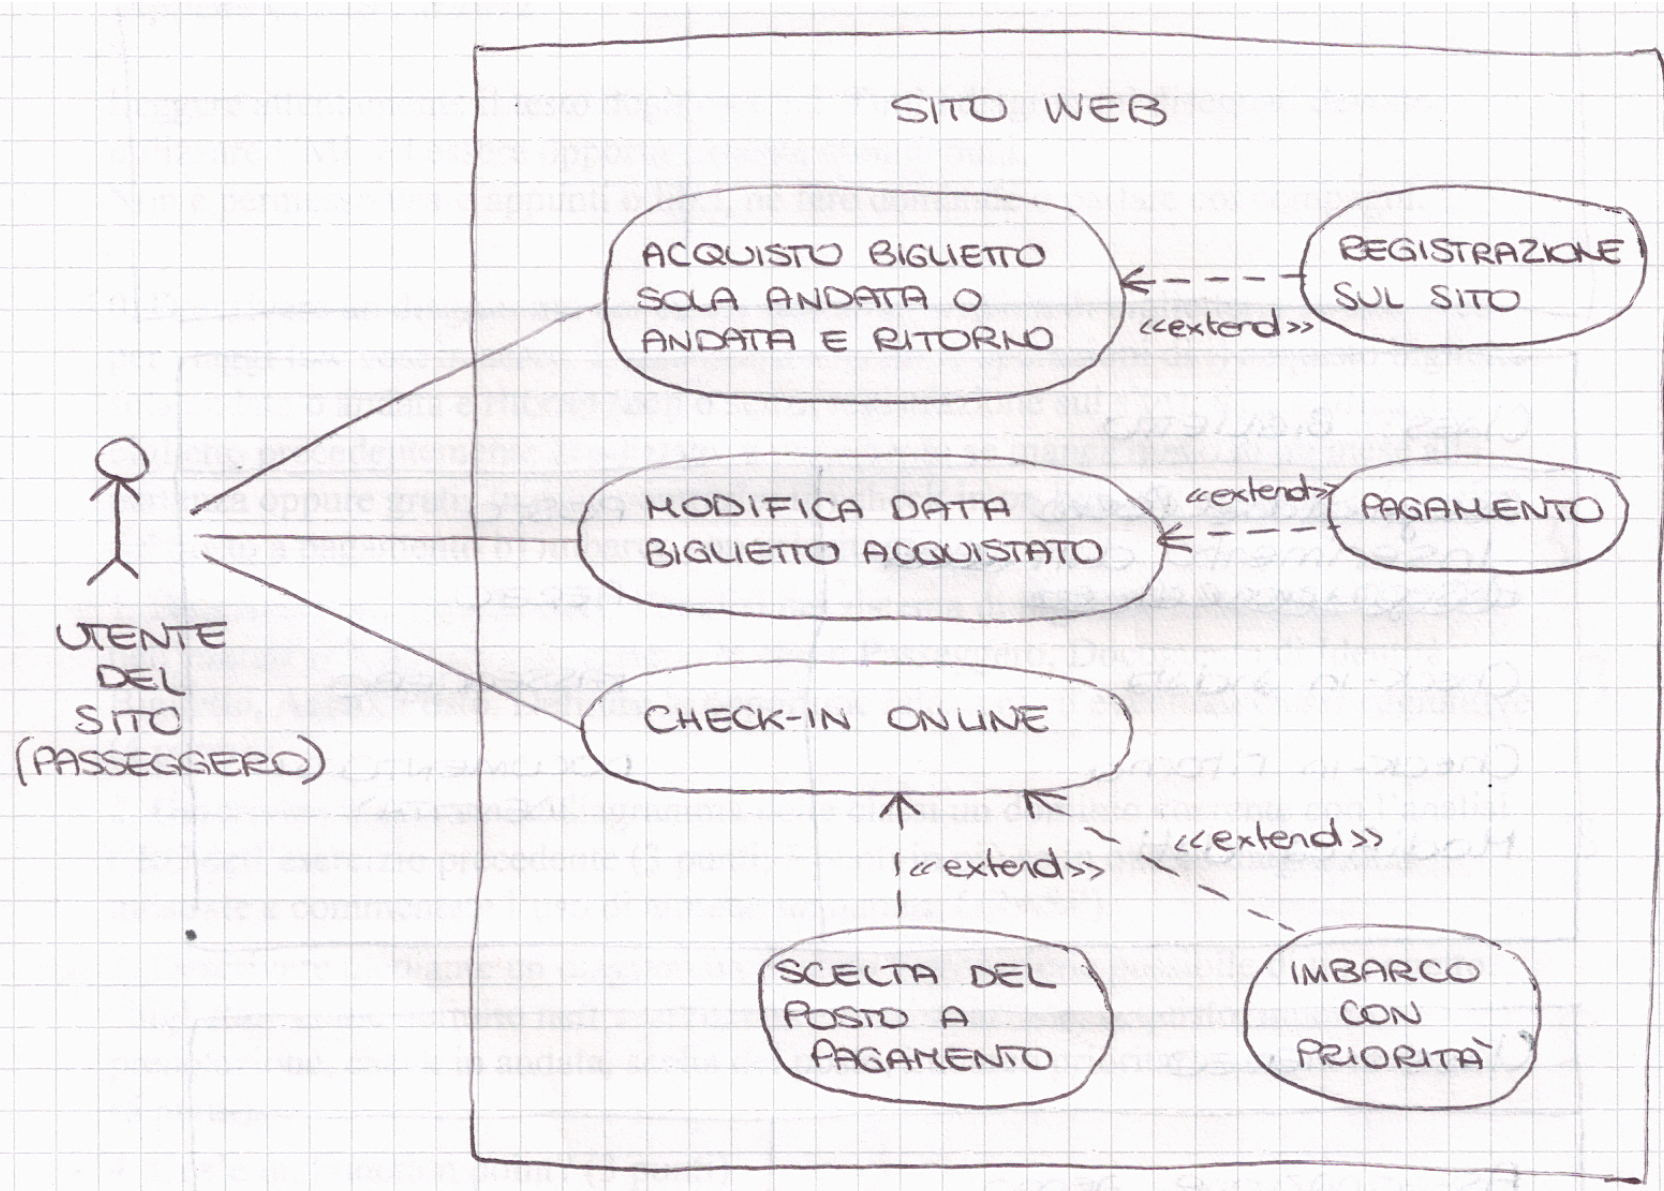 SITO WEB
ACQUISTO BIGLIETTO
SOLA ANDATA O
ANDATA E RITORNO
<<extend>>
REGISTRAZIONE
SUL SITO
MODIFICA DATA
BIGLIETTO ACQUISTATO
<<extend>>
PAGAMENTO
UTENTE
DEL
SITO
(PASSEGGERO)
CHECK-IN ONLINE
<<extend>>
<<extend>>
SCELTA DEL
POSTO A
PAGAMENTO
IMBARCO
CON
PRIORITÀ